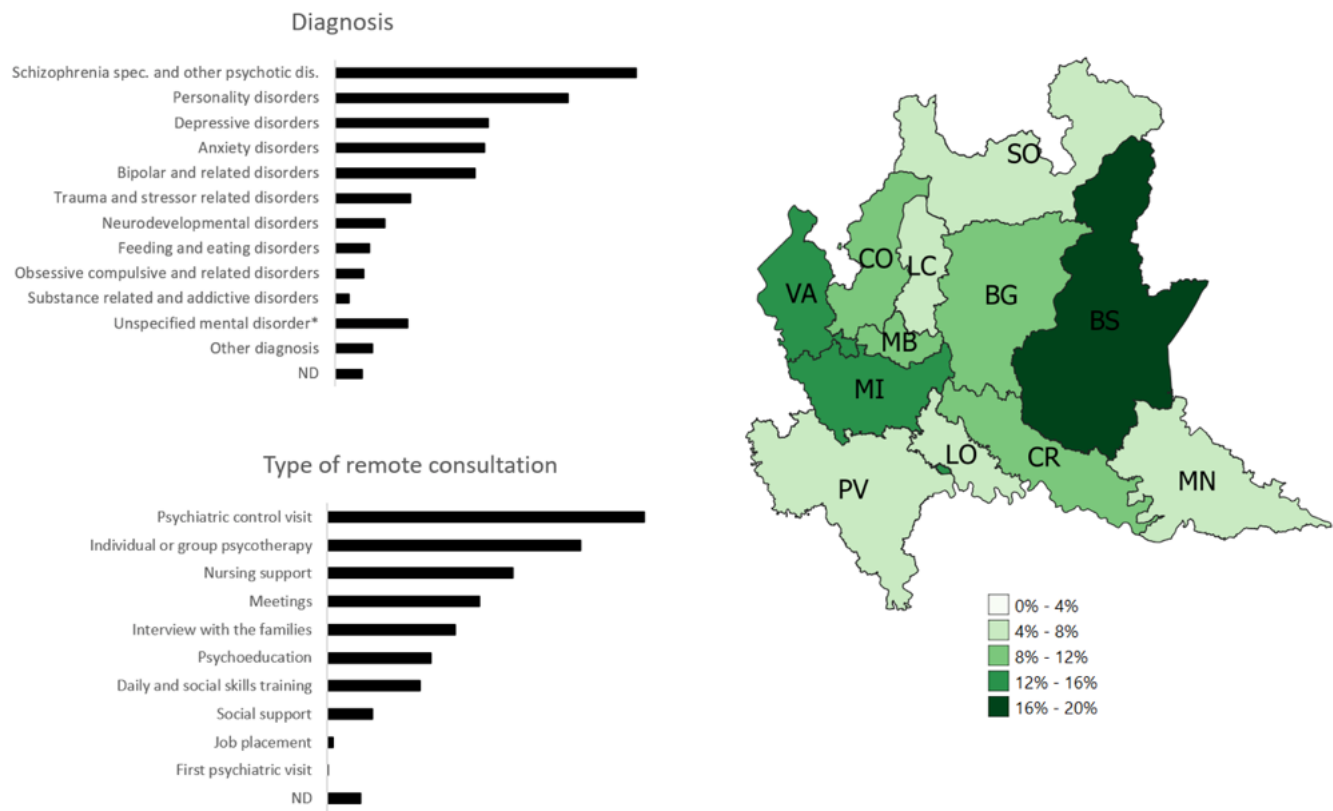 Diagnosis
Schizophrenia spec. and other psychotic dis.
Personality disorders
Depressive disorders
Anxiety disorders
Bipolar and related disorders
Trauma and stressor related disorders
Neurodevelopmental disorders
Feeding and eating disorders
Obsessive compulsive and related disorders
Substance related and addictive disorders
Unspecified mental disorder*
Other diagnosis
ND
Type of remote consultation
Psychiatric control visit
Individual or group psycotherapy
Nursing support
Meetings
Interview with the families
Psychoeducation
Daily and social skills training
Social support
Job placement
First psychiatric visit
ND
SO
CO
LC
VA
BG
BS
MB
MI
LO
CR
PV
MN
0% - 4%
4% - 8%
8% - 12%
12% - 16%
16% - 20%